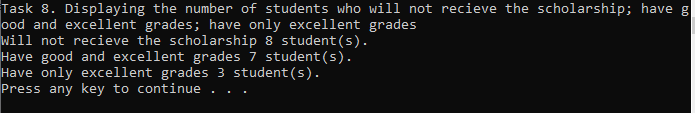 Task 8. Displaying the number of students who will not recieve the scholarship; have g
ood and excellent grades; have only excellent grades
Will not recieve the scholarship 8 student(s).
Have good and excellent grades 7 student(s).
Have only excellent grades 3 student(s).
Press any key to continue . . .